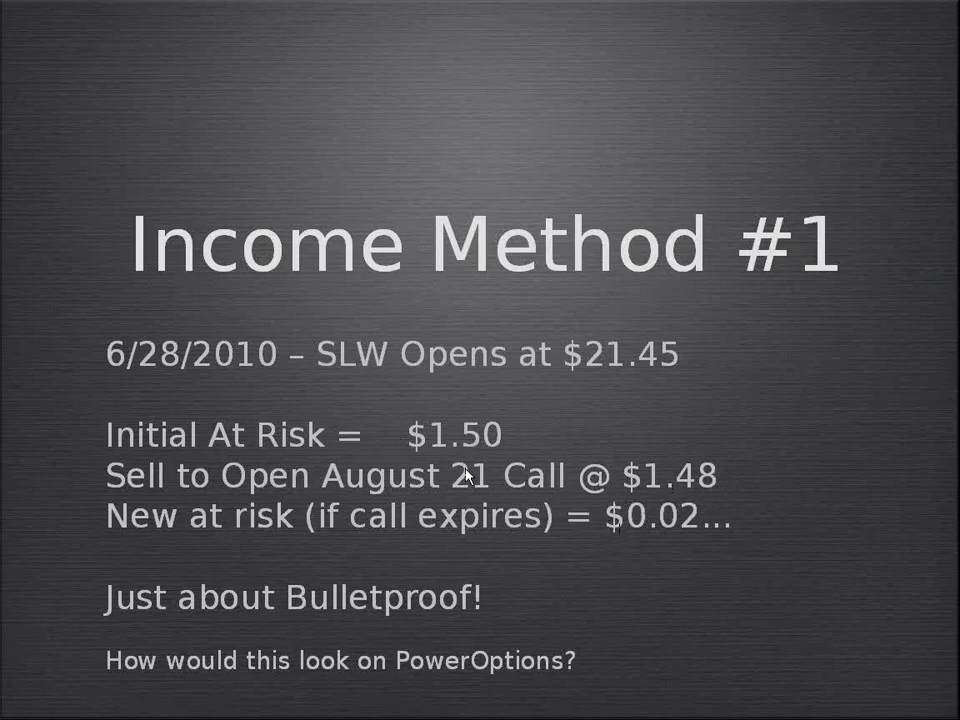 Income Method #1
6/28/2010 – SLW Opens at $21.45
Initial At Risk = $1.50
Sell to Open August 21 Call @ $1.48
New at risk (if call expires) = $0.02...
Just about Bulletproof!
How would this look on PowerOptions?